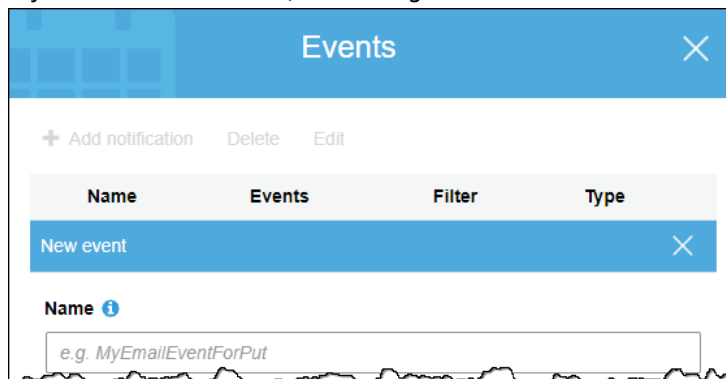 Events
Add notification Delete Edit
Name Events Filter Type
New event
Name
e.g. MyEmailEventForPut